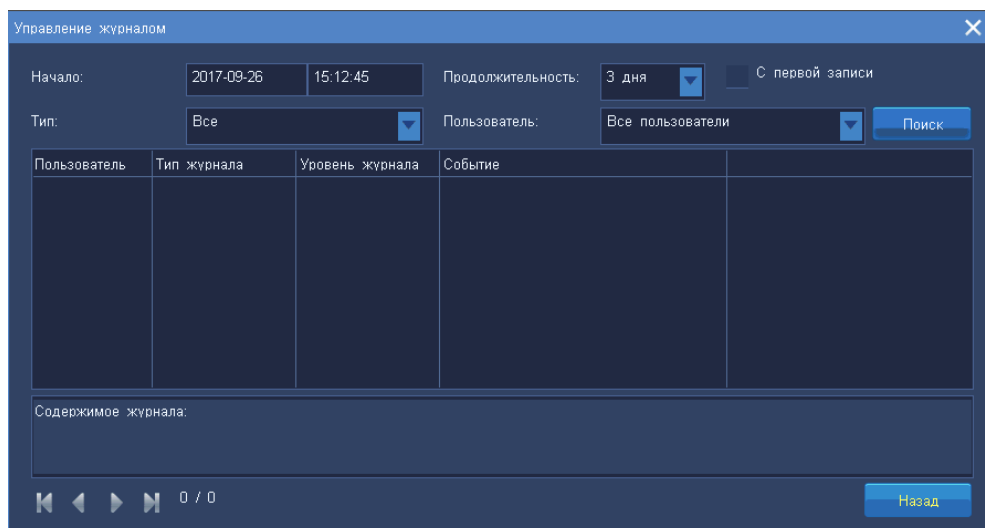 Управление журналом
Начало: 2017-09-26 15:12:45 Продолжительность: 3 дня С первой записи
Тип: Все Пользователь: Все пользователи Поиск
Пользователь Тип журнала Уровень журнала Событие
Содержимое журнала:
0 / 0 Назад